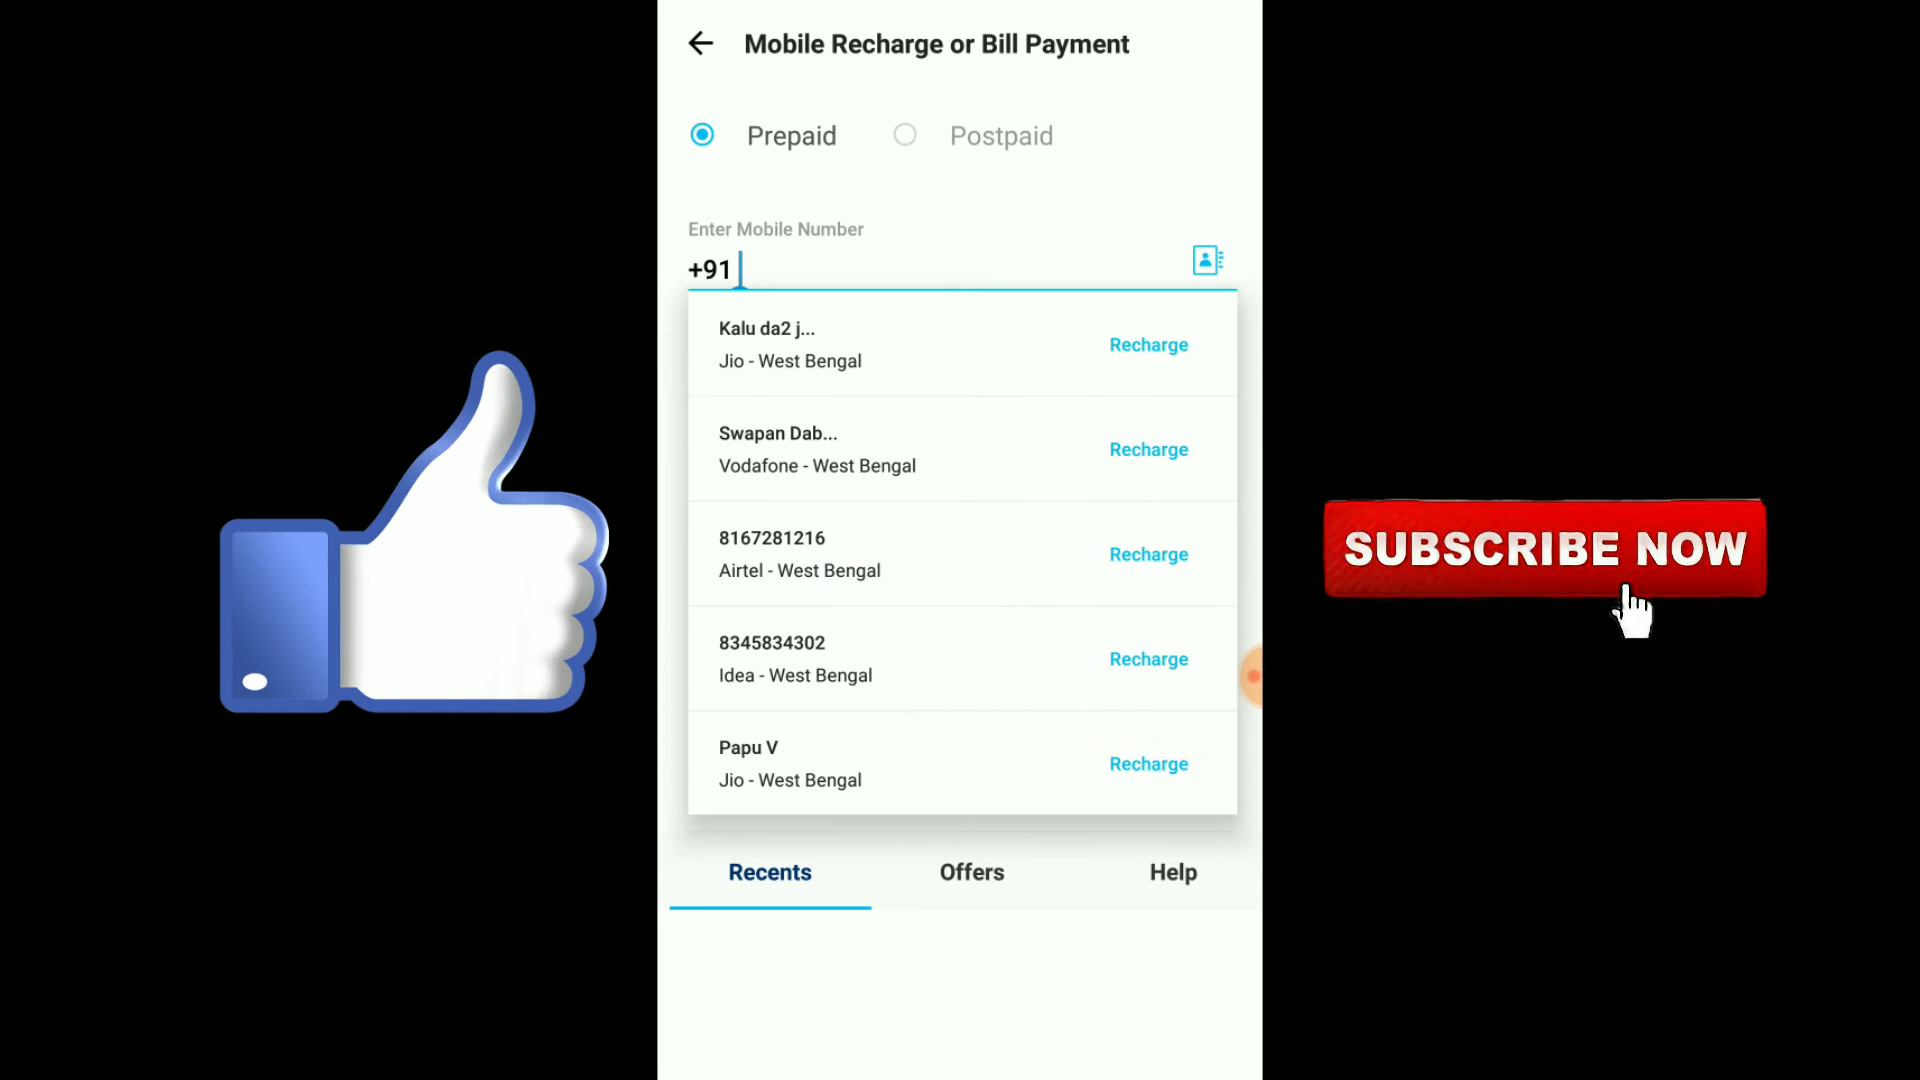 Mobile Recharge or Bill Payment
Prepaid Postpaid
Enter Mobile Number
+91
Kalu da2 j...
Jio - West Bengal
Recharge
Swapan Dab...
Vodafone - West Bengal
Recharge
8167281216
Airtel - West Bengal
Recharge
8345834302
Idea - West Bengal
Recharge
Papu V
Jio - West Bengal
Recharge
Recents Offers Help
SUBSCRIBE NOW